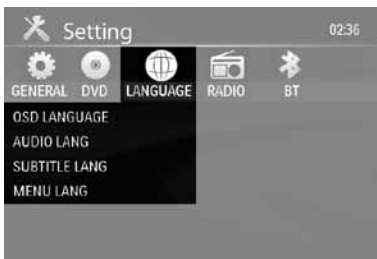 Setting 02:36
GENERAL DVD LANGUAGE RADIO BT
OSD LANGUAGE
AUDIO LANG
SUBTITLE LANG
MENU LANG